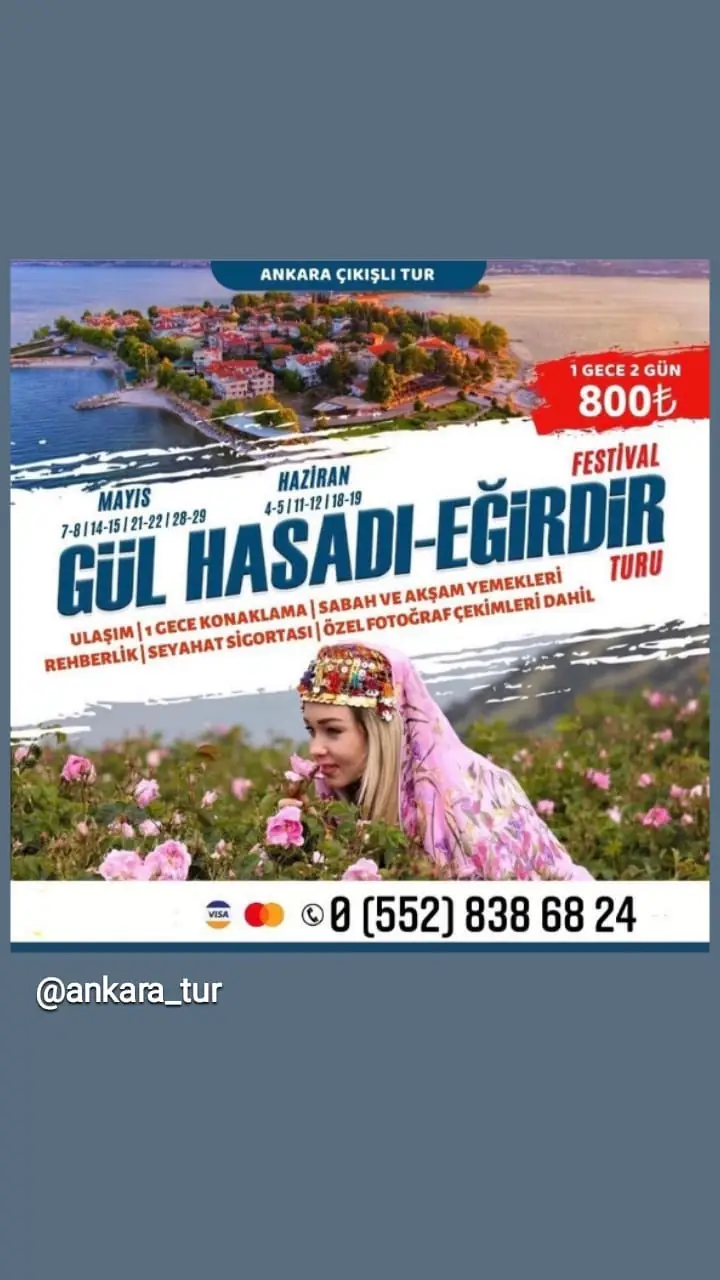 ANKARA ÇIKIŞLI TUR
1 GECE 2 GÜN
800₺
MAYIS
7-8 | 14-15 | 21-22 | 28-29
HAZİRAN
4-5 | 11-12 | 18-19
FESTİVAL
GÜL HASADI-EĞİRDİR
TURU
ULAŞIM | 1 GECE KONAKLAMA | SABAH VE AKŞAM YEMEKLERİ
REHBERLİK | SEYAHAT SİGORTASI | ÖZEL FOTOĞRAF ÇEKİMLERİ DAHİL
VISA 0 (552) 838 68 24
@ankara_tur